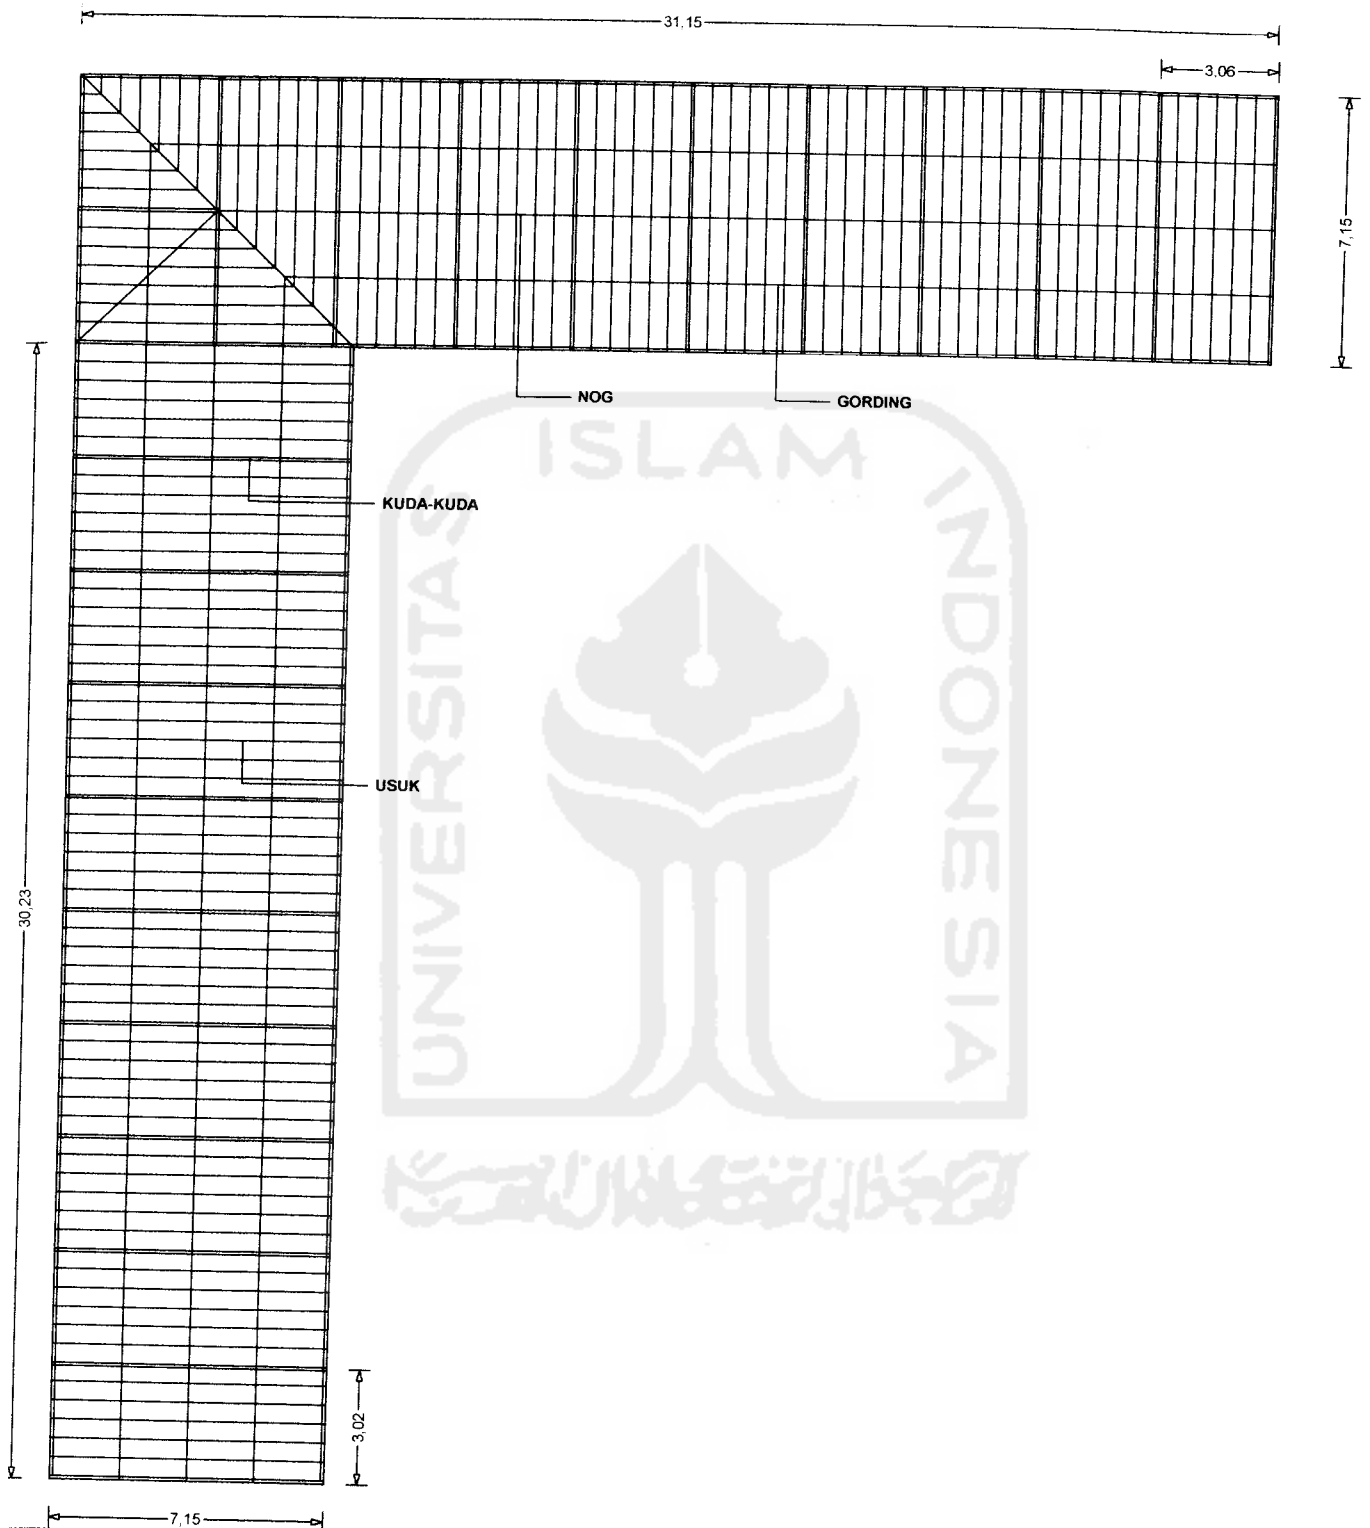 31,15
3,06
7,15
NOG
GORDING
KUDA-KUDA
USUK
30,23
3,02
7,15
UNIVERSITAS
ISLAM
INDONESIA